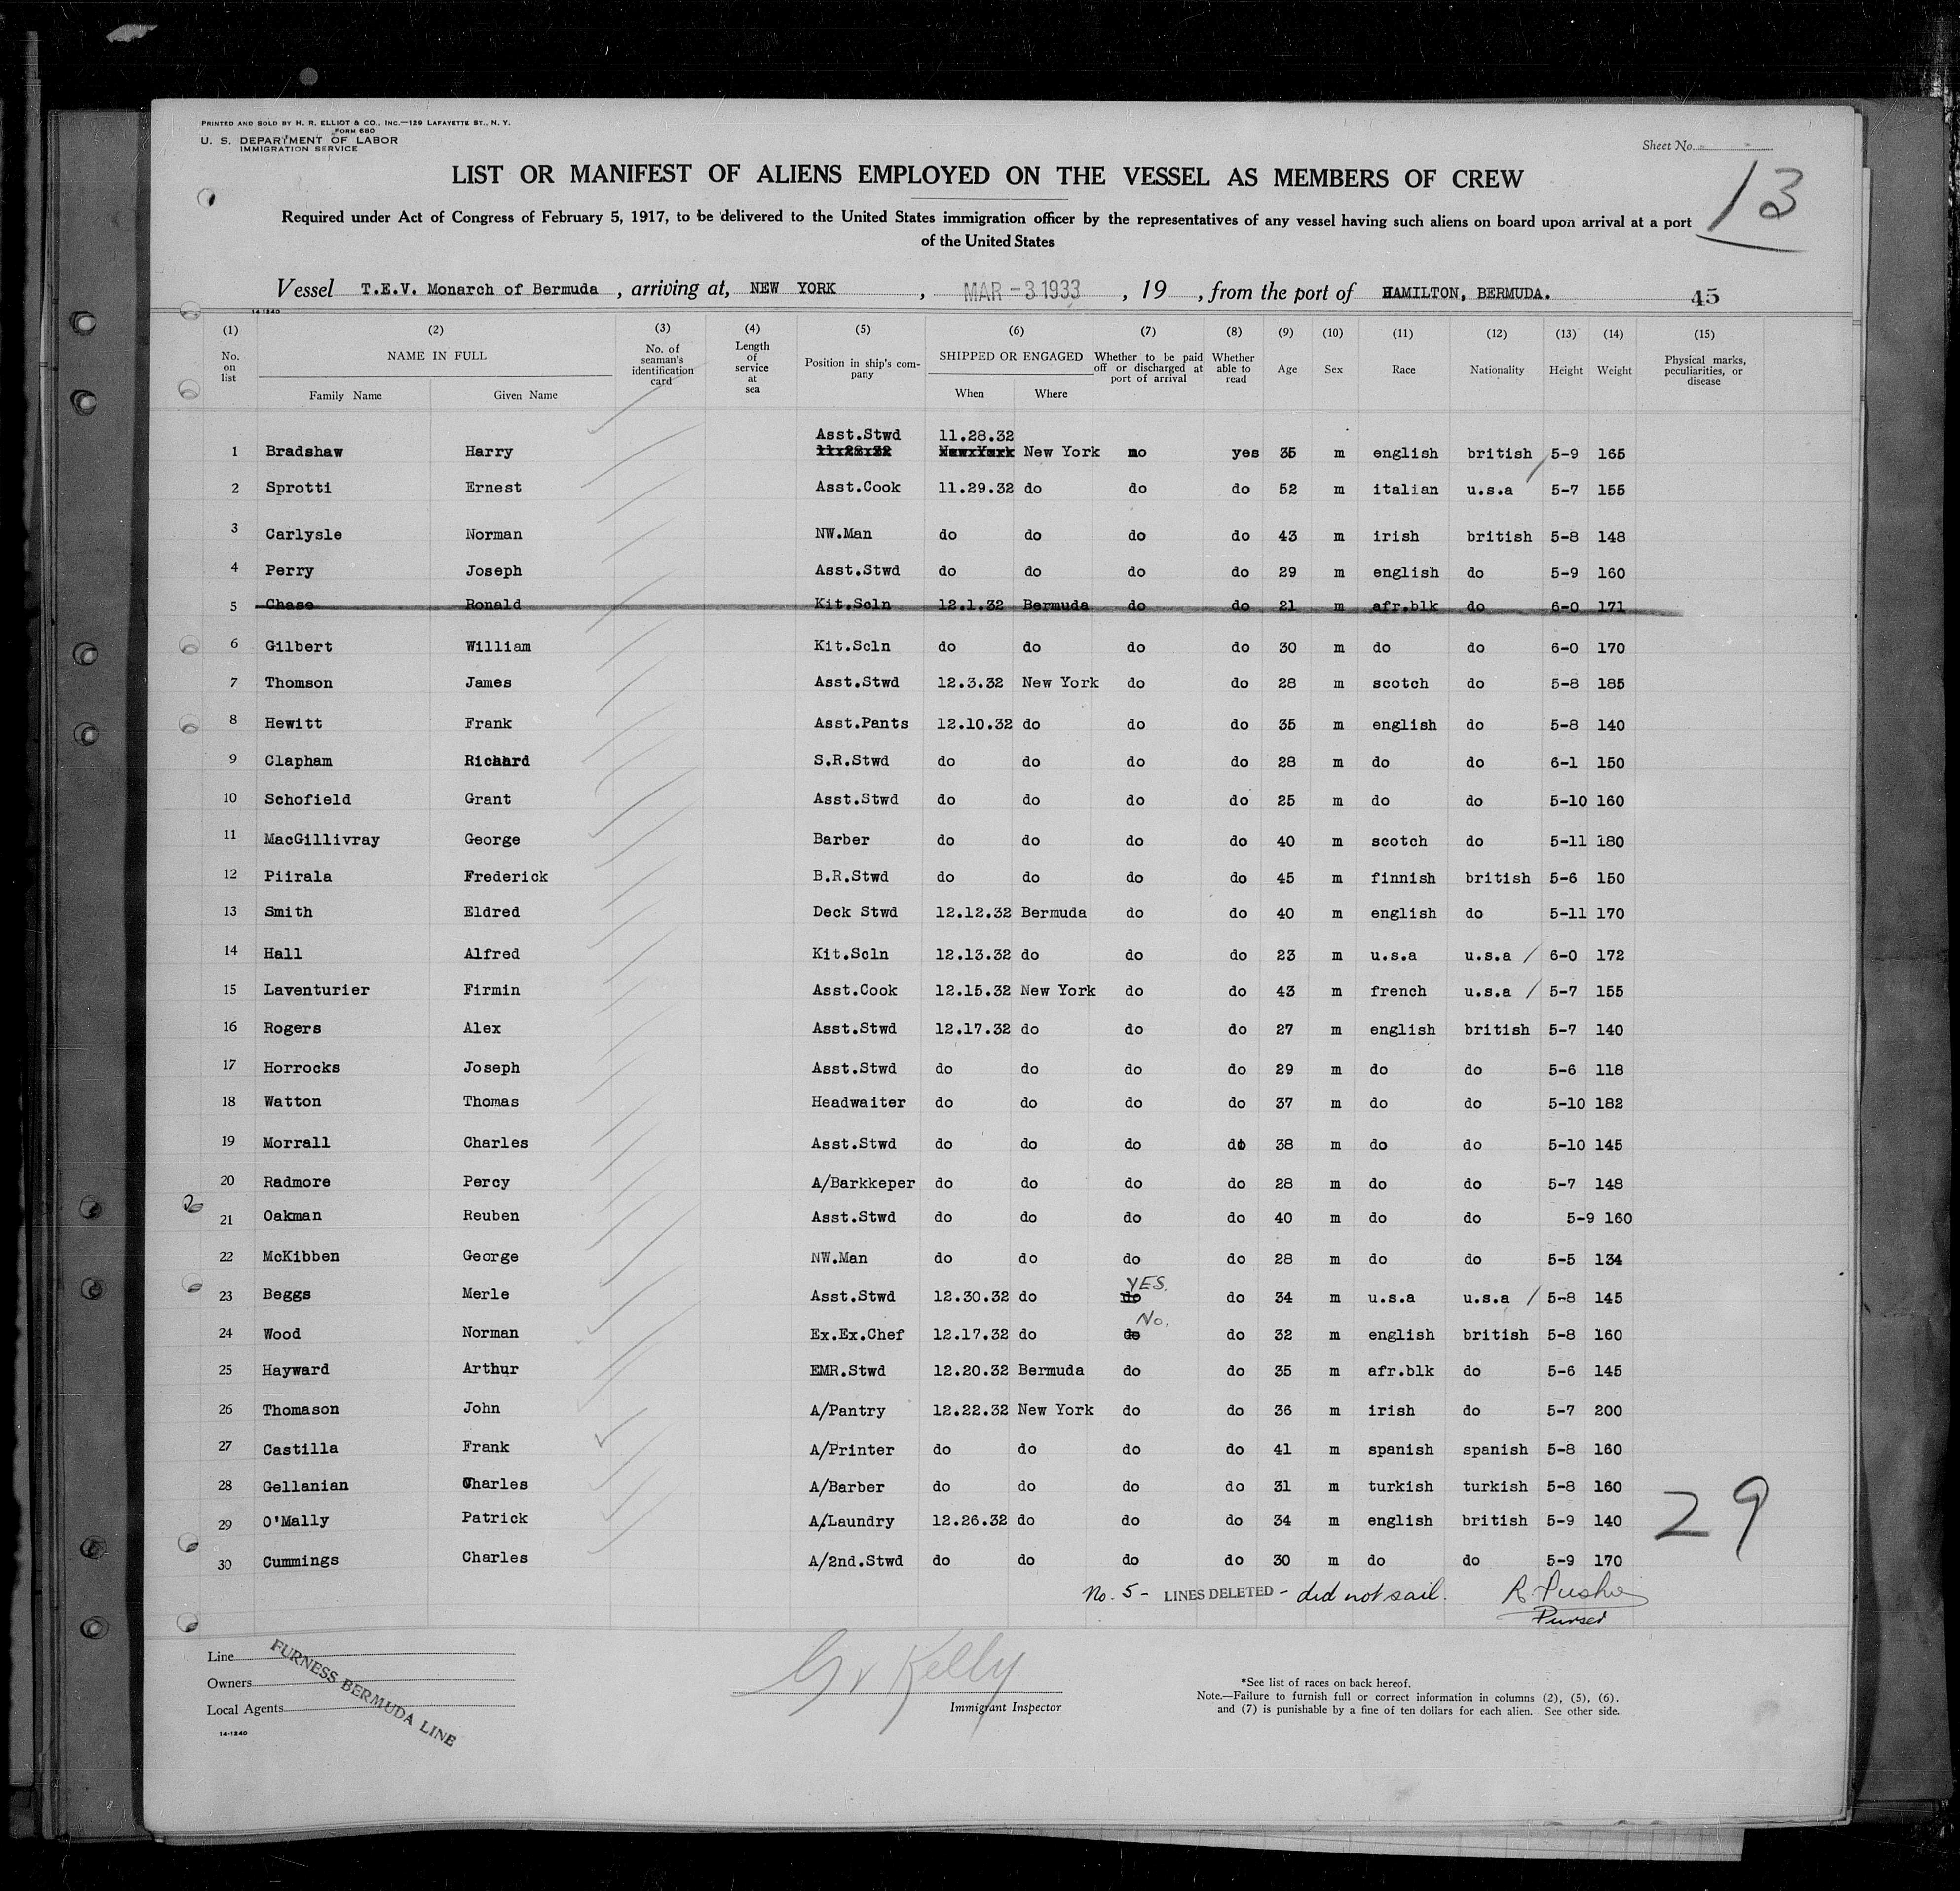 PRINTED AND SOLD BY H. R. ELLIOT & CO., INC.—129 LAFAYETTE ST., N. Y.
FORM 680
U. S. DEPARTMENT OF LABOR
IMMIGRATION SERVICE
Sheet No.
13
LIST OR MANIFEST OF ALIENS EMPLOYED ON THE VESSEL AS MEMBERS OF CREW
Required under Act of Congress of February 5, 1917, to be delivered to the United States immigration officer by the representatives of any vessel having such aliens on board upon arrival at a port
of the United States
Vessel T.E.V. Monarch of Bermuda, arriving at, NEW YORK, MAR -3 1933, 19, from the port of HAMILTON, BERMUDA. 45
14-1240
(1) (2) (3) (4) (5) (6) (7) (8) (9) (10) (11) (12) (13) (14) (15)
No. on list NAME IN FULL Family Name Given Name No. of seaman's identification card Length of service at sea Position in ship's company SHIPPED OR ENGAGED When Where Whether to be paid off or discharged at port of arrival Whether able to read Age Sex Race Nationality Height Weight Physical marks, peculiarities, or disease
Asst.Stwd 11.28.32
1 Bradshaw Harry 11x28x32 NewxYork New York no yes 35 m english british 5-9 165
2 Sprotti Ernest Asst.Cook 11.29.32 do do do 52 m italian u.s.a 5-7 155
3 Carlysle Norman NW.Man do do do do 43 m irish british 5-8 148
4 Perry Joseph Asst.Stwd do do do do 29 m english do 5-9 160
5 Chase Ronald Kit.Scln 12.1.32 Bermuda do do 21 m afr.blk do 6-0 171
6 Gilbert William Kit.Scln do do do do 30 m do do 6-0 170
7 Thomson James Asst.Stwd 12.3.32 New York do do 28 m scotch do 5-8 185
8 Hewitt Frank Asst.Pants 12.10.32 do do do 35 m english do 5-8 140
9 Clapham Richard S.R.Stwd do do do do 28 m do do 6-1 150
10 Schofield Grant Asst.Stwd do do do do 25 m do do 5-10 160
11 MacGillivray George Barber do do do do 40 m scotch do 5-11 180
12 Piirala Frederick B.R.Stwd do do do do 45 m finnish british 5-6 150
13 Smith Eldred Deck Stwd 12.12.32 Bermuda do do 40 m english do 5-11 170
14 Hall Alfred Kit.Scln 12.13.32 do do do 23 m u.s.a u.s.a / 6-0 172
15 Laventurier Firmin Asst.Cook 12.15.32 New York do do 43 m french u.s.a / 5-7 155
16 Rogers Alex Asst.Stwd 12.17.32 do do do 27 m english british 5-7 140
17 Horrocks Joseph Asst.Stwd do do do do 29 m do do 5-6 118
18 Watton Thomas Headwaiter do do do do 37 m do do 5-10 182
19 Morrall Charles Asst.Stwd do do do do 38 m do do 5-10 145
20 Radmore Percy A/Barkkeper do do do do 28 m do do 5-7 148
21 Oakman Reuben Asst.Stwd do do do do 40 m do do 5-9 160
22 McKibben George NW.Man do do do do 28 m do do 5-5 134
YES.
23 Beggs Merle Asst.Stwd 12.30.32 do do do 34 m u.s.a u.s.a / 5-8 145
No.
24 Wood Norman Ex.Ex.Chef 12.17.32 do do do 32 m english british 5-8 160
25 Hayward Arthur EMR.Stwd 12.20.32 Bermuda do do 35 m afr.blk do 5-6 145
26 Thomason John A/Pantry 12.22.32 New York do do 36 m irish do 5-7 200
27 Castilla Frank A/Printer do do do do 41 m spanish spanish 5-8 160
28 Gellanian Charles A/Barber do do do do 31 m turkish turkish 5-8 160
29 O'Mally Patrick A/Laundry 12.26.32 do do do 34 m english british 5-9 140
30 Cummings Charles A/2nd.Stwd do do do do 30 m do do 5-9 170
29
No. 5 - LINES DELETED - did not sail.
Purser
Line
Owners
Local Agents
FURNESS BERMUDA LINE
14-1240
Kelly
Immigrant Inspector
*See list of races on back hereof.
Note.—Failure to furnish full or correct information in columns (2), (5), (6),
and (7) is punishable by a fine of ten dollars for each alien. See other side.